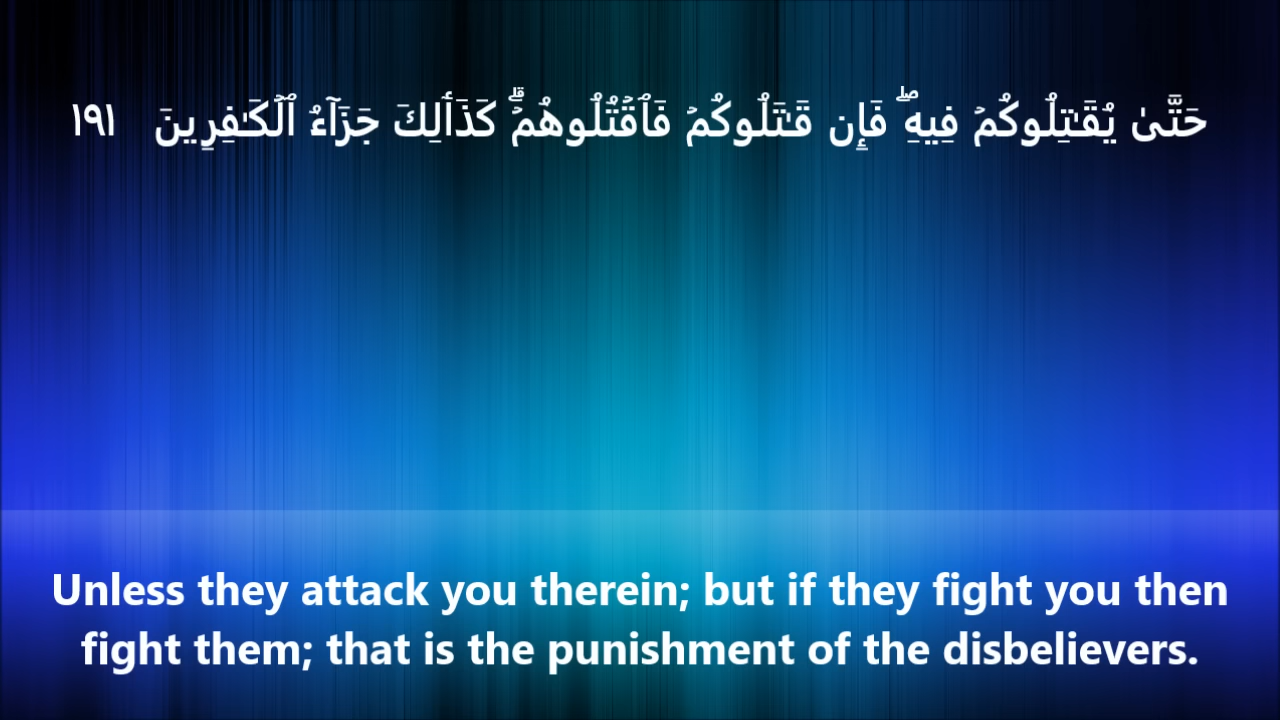 حَتَّىٰ يُقَـٰتِلُوكُمۡ فِيهِۖ فَإِن قَـٰتَلُوكُمۡ فَٱقۡتُلُوهُمۡۗ كَذَٲلِكَ جَزَآءُ ٱلۡكَـٰفِرِينَ ١٩١
Unless they attack you therein; but if they fight you then
fight them; that is the punishment of the disbelievers.